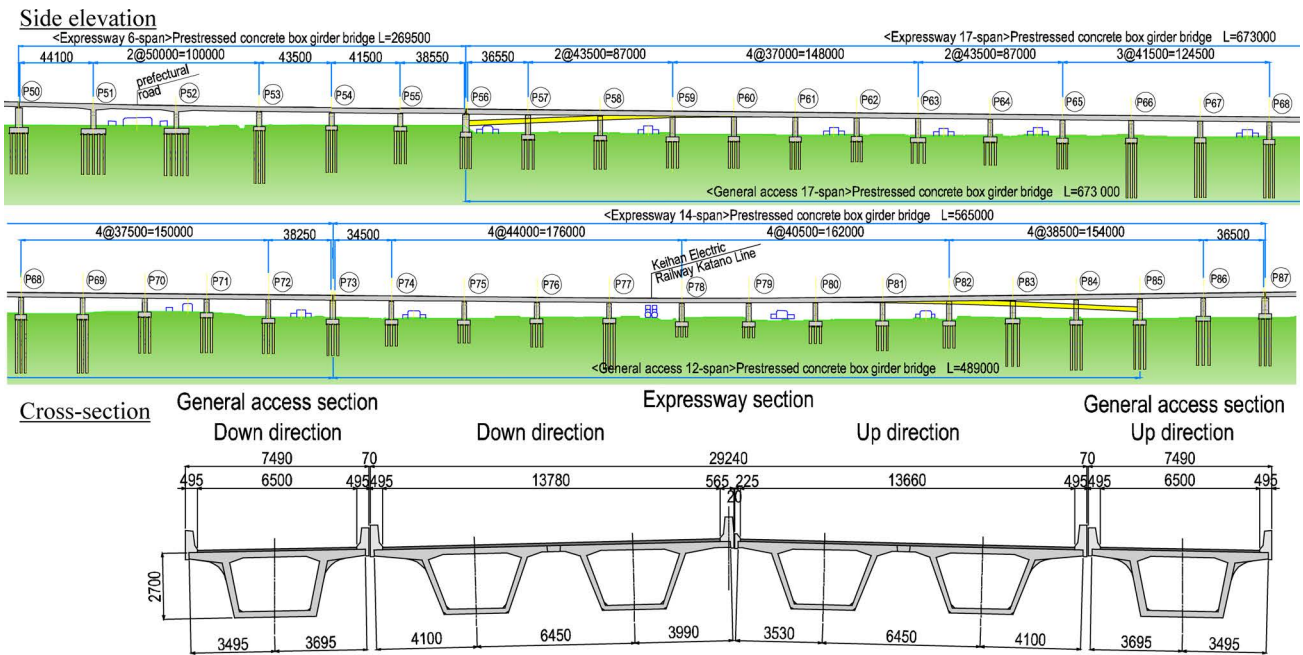 Side elevation
<Expressway 6-span>Prestressed concrete box girder bridge L=269500
<Expressway 17-span>Prestressed concrete box girder bridge L=673000
44100 2@50000=100000 43500 41500 38550 36550 2@43500=87000 4@37000=148000 2@43500=87000 3@41500=124500
prefectural
road
P50 P51 P52 P53 P54 P55 P56 P57 P58 P59 P60 P61 P62 P63 P64 P65 P66 P67 P68
<General access 17-span>Prestressed concrete box girder bridge L=673 000
<Expressway 14-span>Prestressed concrete box girder bridge L=565000
4@37500=150000 38250 34500 4@44000=176000 4@40500=162000 4@38500=154000 36500
Keihan Electric
Railway Katano Line
P68 P69 P70 P71 P72 P73 P74 P75 P76 P77 P78 P79 P80 P81 P82 P83 P84 P85 P86 P87
<General access 12-span>Prestressed concrete box girder bridge L=489000
Cross-section
General access section Expressway section General access section
Down direction Down direction Up direction Up direction
7490 70 29240 70 7490
495 6500 495 495 13780 565 225 13660 495 495 6500 495
20
2700
3495 3695 4100 6450 3990 3530 6450 4100 3695 3495